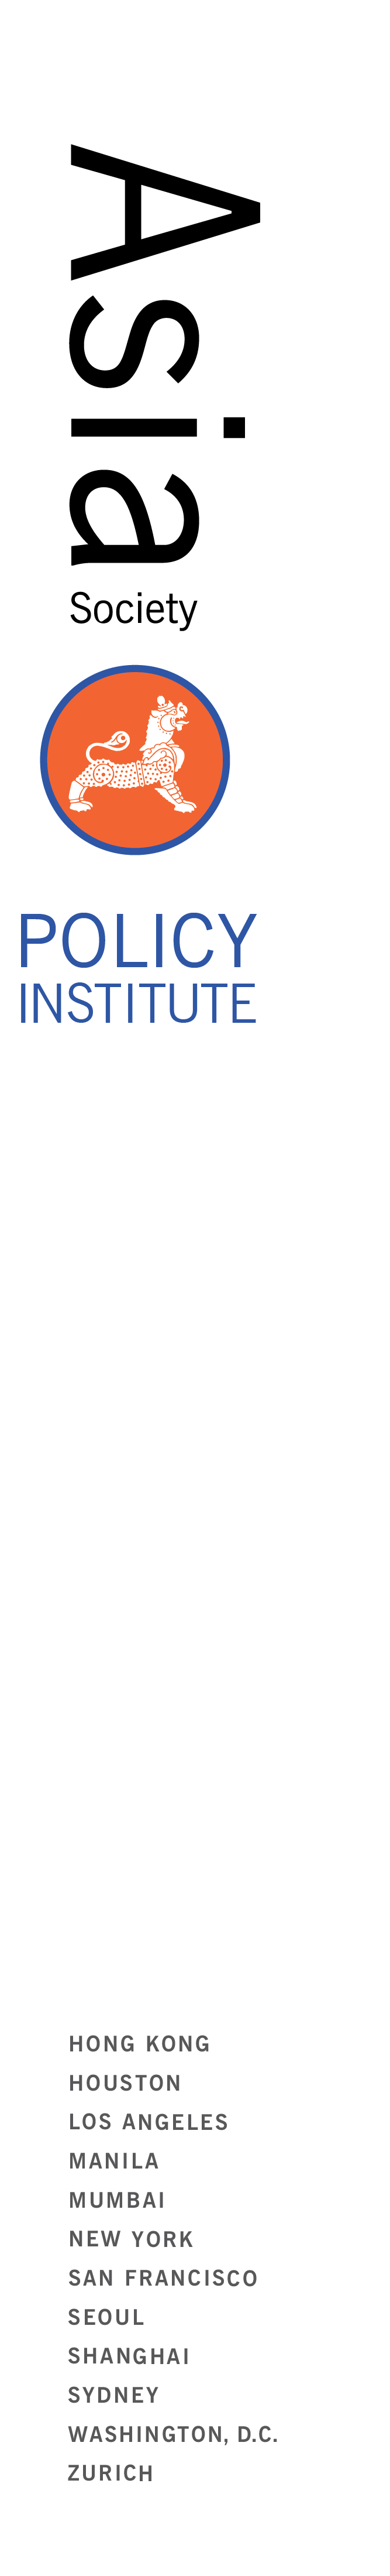 Asia
Society
POLICY
INSTITUTE
HONG KONG
HOUSTON
LOS ANGELES
MANILA
MUMBAI
NEW YORK
SAN FRANCISCO
SEOUL
SHANGHAI
SYDNEY
WASHINGTON, D.C.
ZURICH